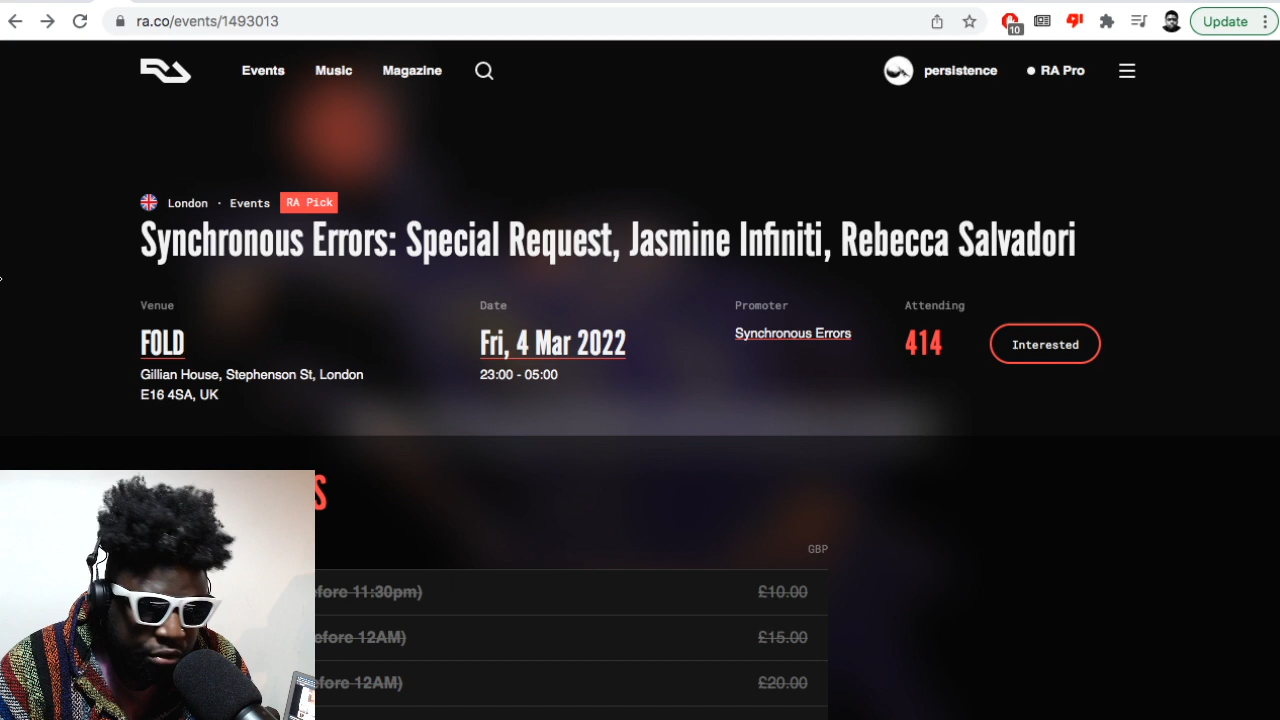 ra.co/events/1493013
10
Update
Events Music Magazine
persistence RA Pro
London · Events RA Pick
Synchronous Errors: Special Request, Jasmine Infiniti, Rebecca Salvadori
Venue Date Promoter Attending
FOLD Fri, 4 Mar 2022 Synchronous Errors 414 Interested
Gillian House, Stephenson St, London 23:00 - 05:00
E16 4SA, UK
S
GBP
efore 11:30pm) £10.00
efore 12AM) £15.00
efore 12AM) £20.00